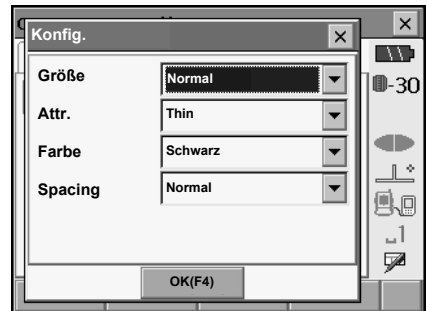 Konfig.
Größe Normal
Attr. Thin
Farbe Schwarz
Spacing Normal
OK(F4)
-30
1